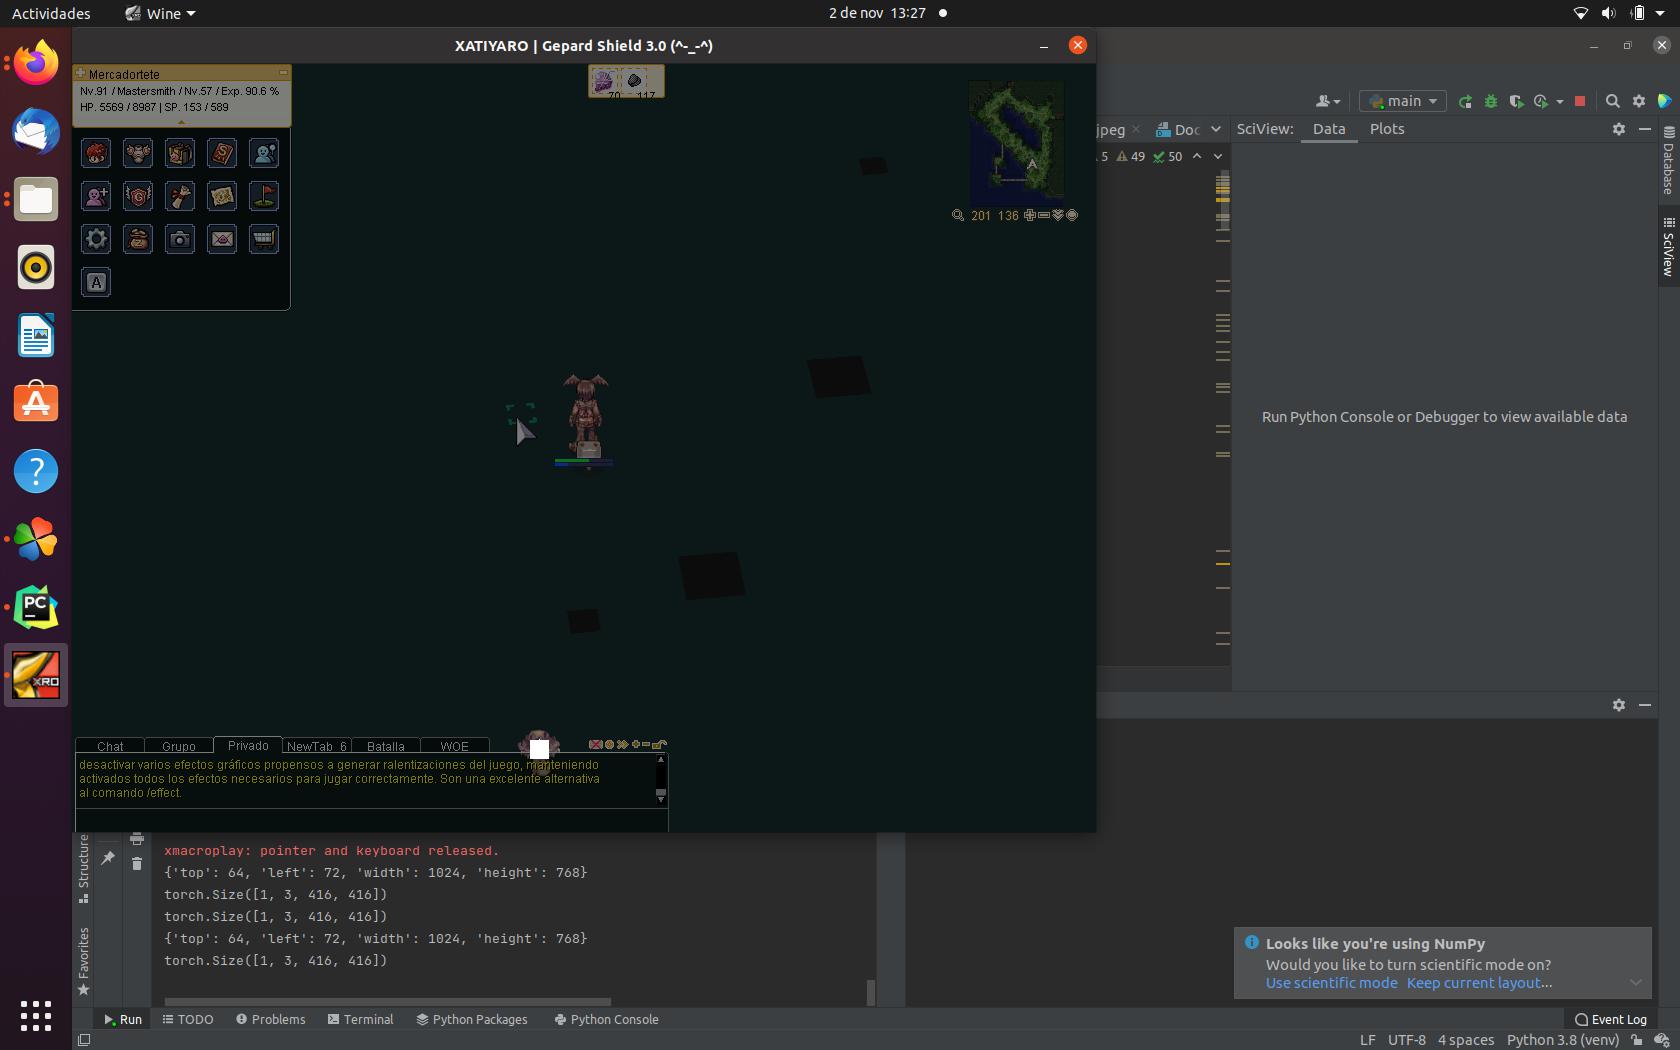 Actividades
Wine
2 de nov 13:27
XATIYARO | Gepard Shield 3.0 (^-_-^)
Mercadortete
Nv.91 / Mastersmith / Nv.57 / Exp. 90.6 %
HP. 5569 / 8987 | SP. 153 / 589
70
117
G
S
Z
A
201 136
main
jpeg
Doc
SciView:
Data
Plots
5
49
50
Database
SciView
Run Python Console or Debugger to view available data
PC
XRO
Chat
Grupo
Privado
NewTab_6
Batalla
WOE
desactivar varios efectos gráficos propensos a generar ralentizaciones del juego, manteniendo
activados todos los efectos necesarios para jugar correctamente. Son una excelente alternativa
al comando /effect.
Structure
Favorites
xmacroplay: pointer and keyboard released.
{'top': 64, 'left': 72, 'width': 1024, 'height': 768}
torch.Size([1, 3, 416, 416])
torch.Size([1, 3, 416, 416])
{'top': 64, 'left': 72, 'width': 1024, 'height': 768}
torch.Size([1, 3, 416, 416])
Looks like you're using NumPy
Would you like to turn scientific mode on?
Use scientific mode Keep current layout...
Run
TODO
Problems
Terminal
Python Packages
Python Console
Event Log
LF
UTF-8
4 spaces
Python 3.8 (venv)